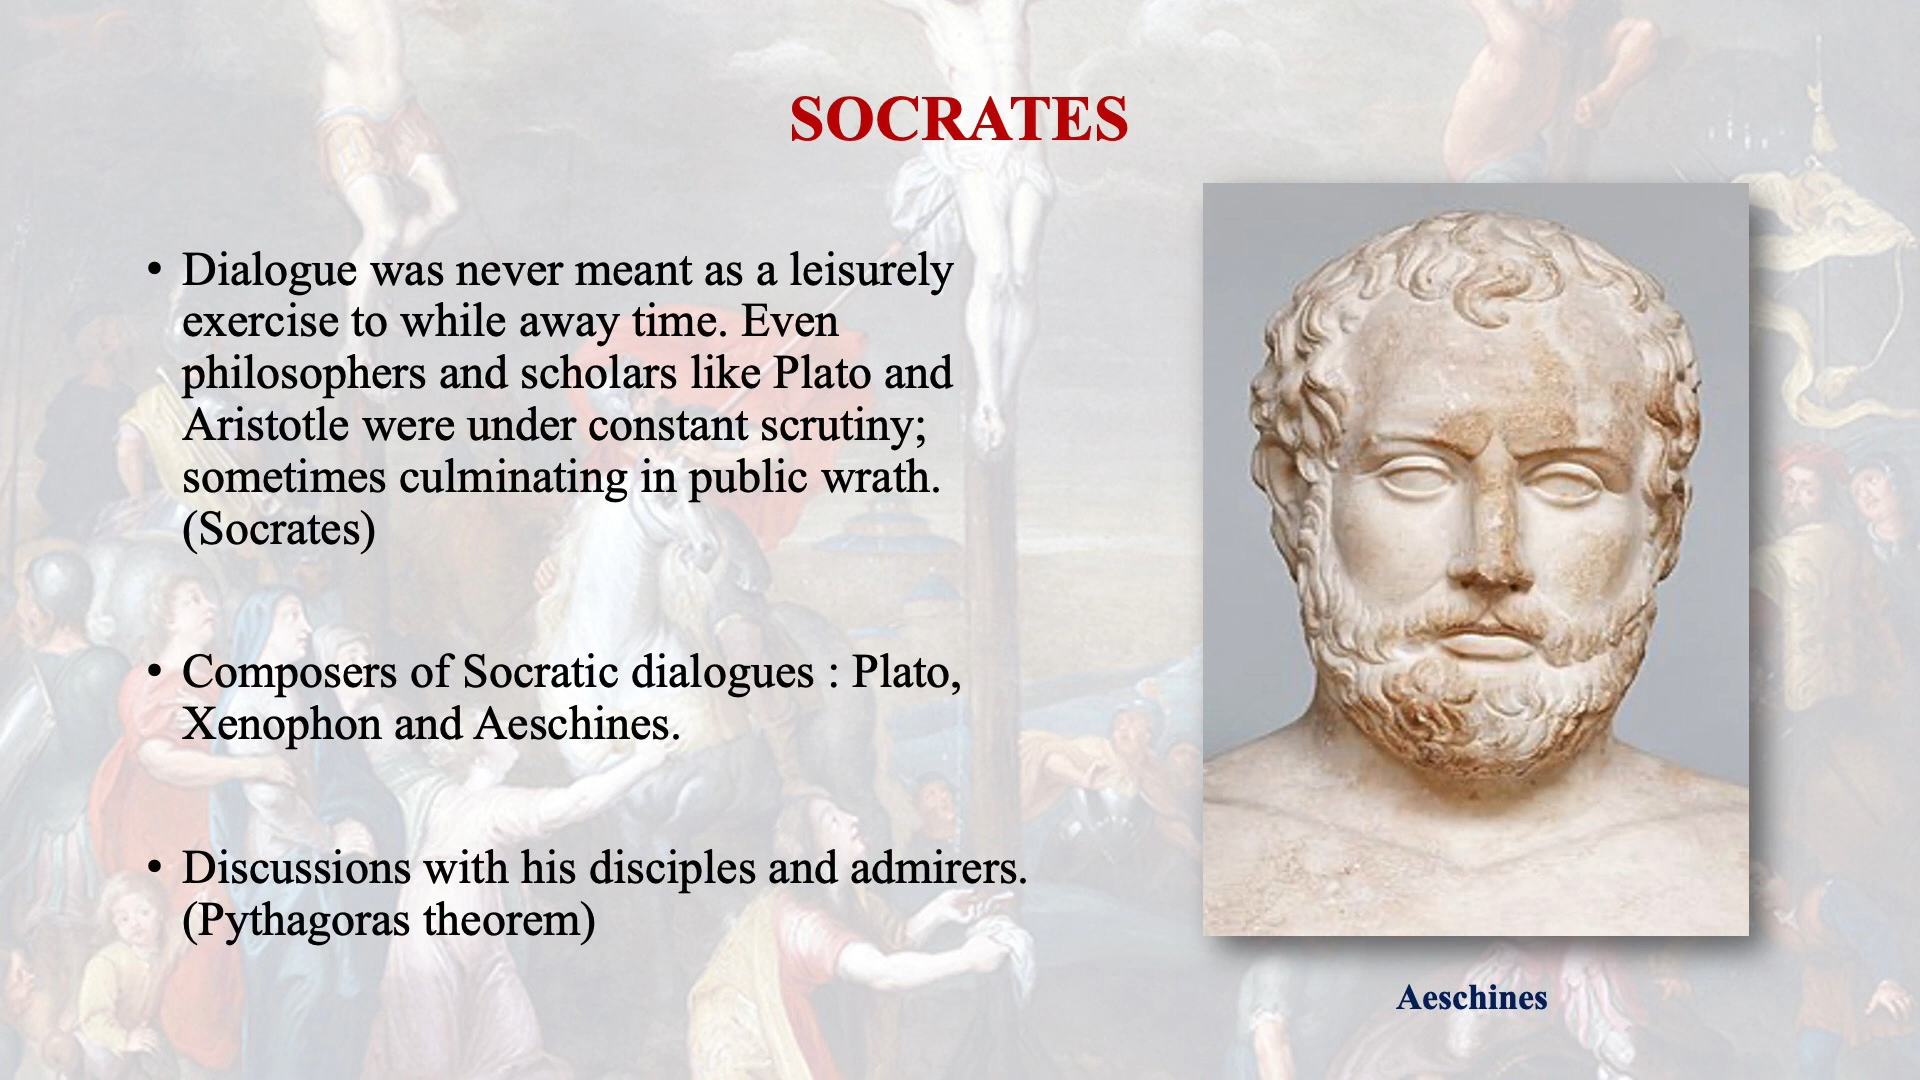 SOCRATES
• Dialogue was never meant as a leisurely
exercise to while away time. Even
philosophers and scholars like Plato and
Aristotle were under constant scrutiny;
sometimes culminating in public wrath.
(Socrates)
• Composers of Socratic dialogues : Plato,
Xenophon and Aeschines.
• Discussions with his disciples and admirers.
(Pythagoras theorem)
Aeschines